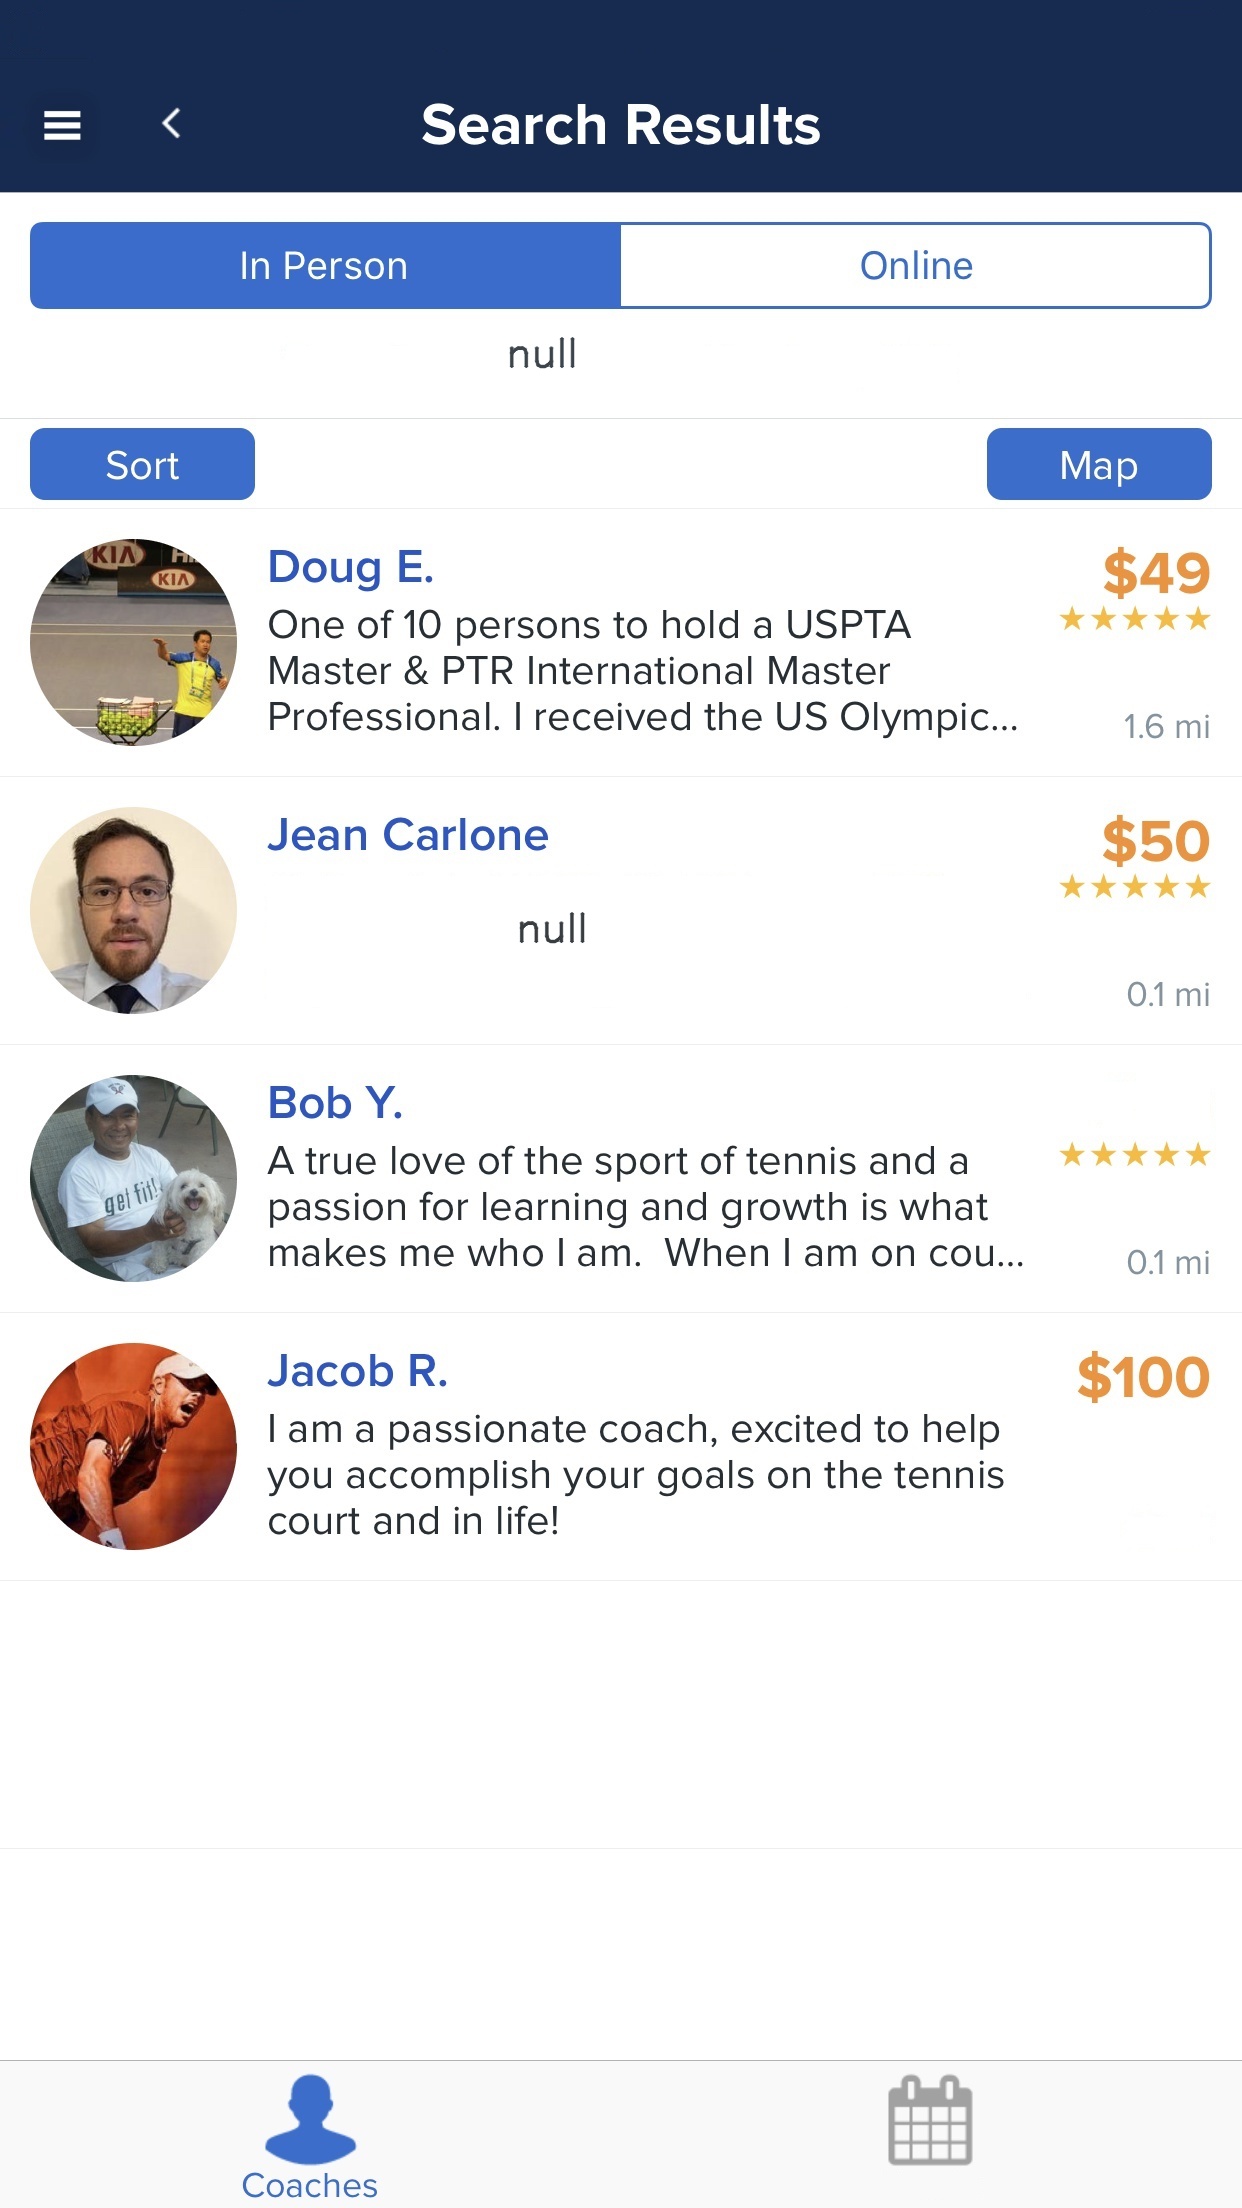 Search Results
In Person
Online
null
Sort
Map
KIA
KIA
Doug E.
$49
One of 10 persons to hold a USPTA
Master & PTR International Master
Professional. I received the US Olympic...
1.6 mi
Jean Carlone
$50
null
0.1 mi
Bob Y.
A true love of the sport of tennis and a
passion for learning and growth is what
makes me who I am.  When I am on cou...
0.1 mi
get fit!
Jacob R.
$100
I am a passionate coach, excited to help
you accomplish your goals on the tennis
court and in life!
Coaches